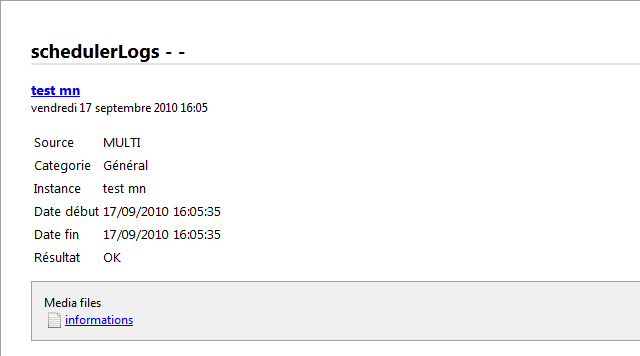 schedulerLogs - -
test mn
vendredi 17 septembre 2010 16:05
Source MULTI
Categorie Général
Instance test mn
Date début 17/09/2010 16:05:35
Date fin 17/09/2010 16:05:35
Résultat OK
Media files
informations